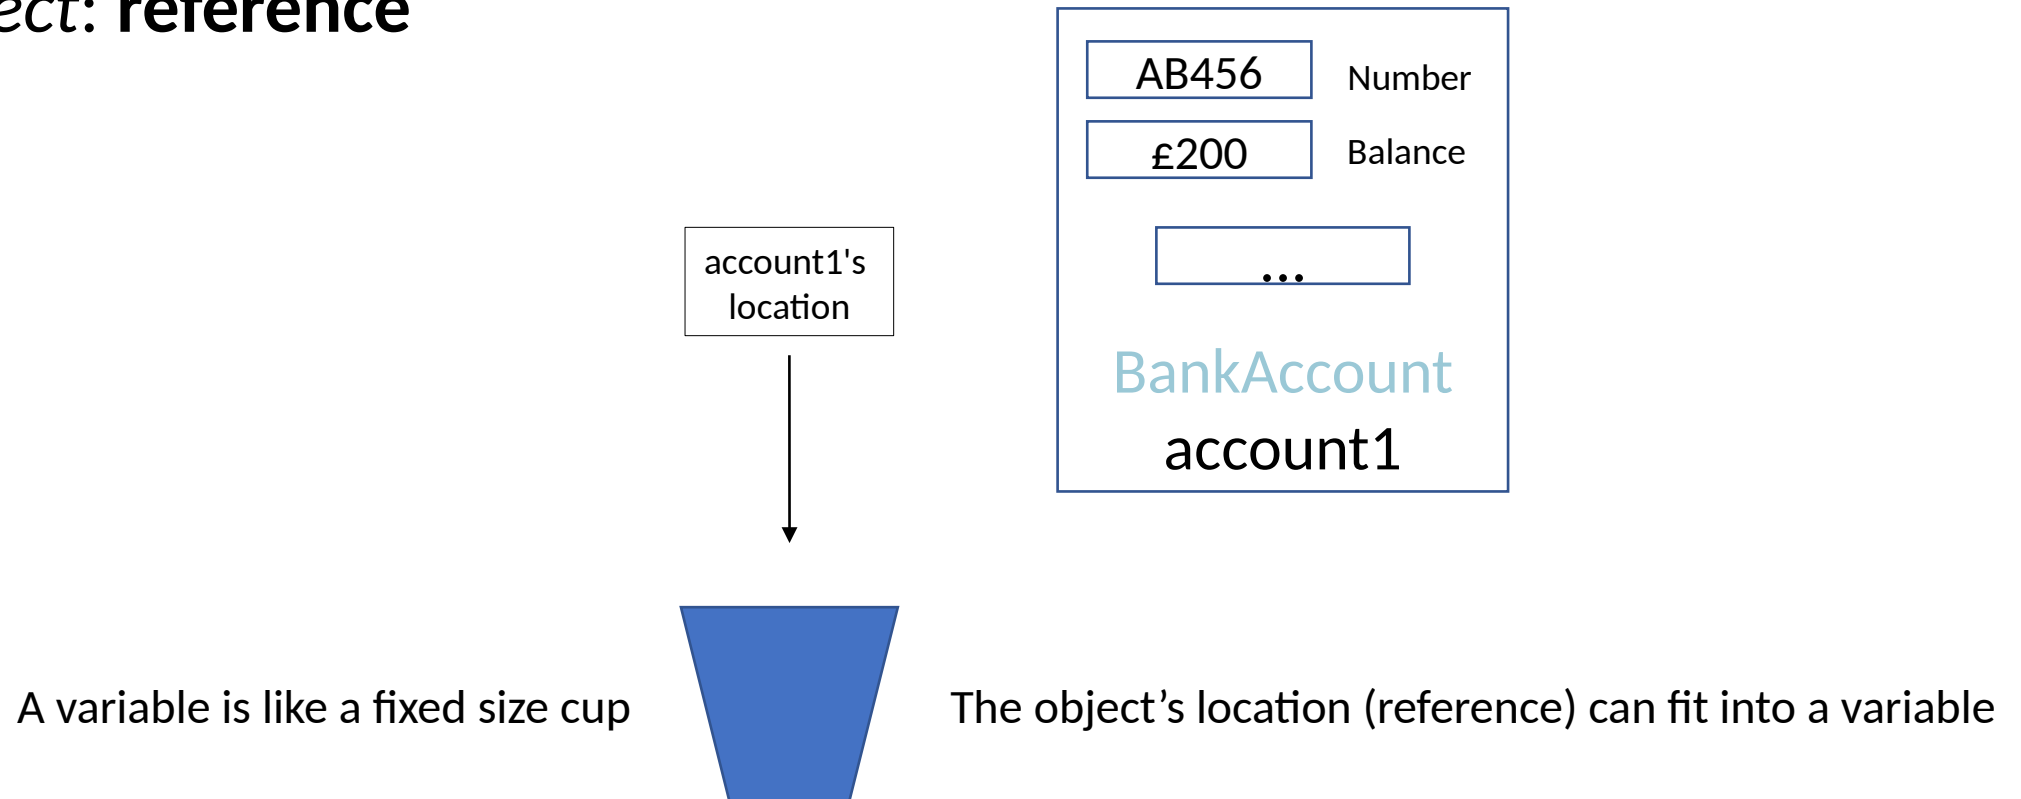 ect: reference
AB456 Number
£200 Balance
account1's
location
...
BankAccount
account1
A variable is like a fixed size cup
The object’s location (reference) can fit into a variable